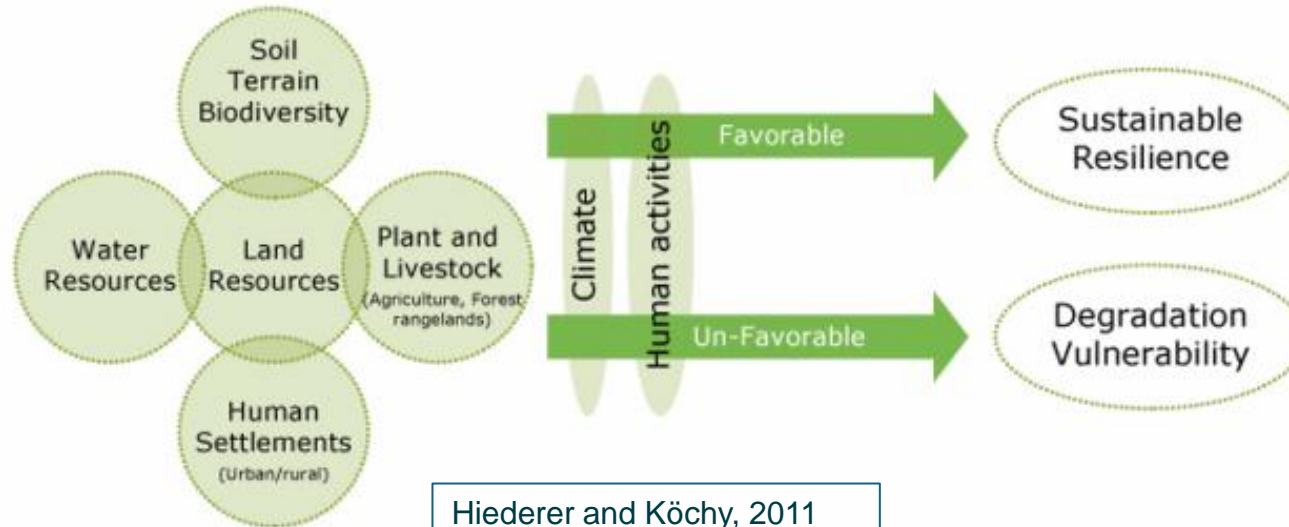 Soil
Terrain
Biodiversity
Water
Resources
Land
Resources
Plant and
Livestock
(Agriculture, Forest
rangelands)
Human
Settlements
(Urban/rural)
Climate
Human activities
Favorable
Un-Favorable
Sustainable
Resilience
Degradation
Vulnerability
Hiederer and Köchy, 2011